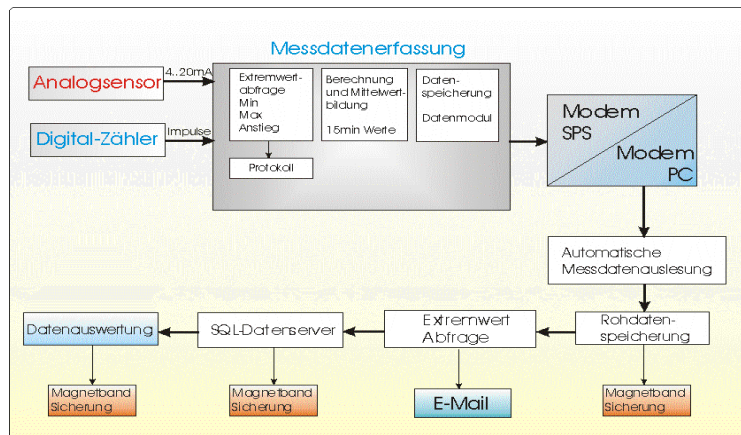 Messdatenerfassung
Analogsensor
4..20mA
Digital-Zähler
Impulse
Extremwert-
abfrage
Min
Max
Anstieg
Protokoll
Berechnung
und Mittelwert-
bildung
15min Werte
Daten-
speicherung
Datenmodul
Modem
SPS
Modem
PC
Automatische
Messdatenauslesung
Rohdaten-
speicherung
Extremwert
Abfrage
SQL-Datenserver
Datenauswertung
Magnetband
Sicherung
Magnetband
Sicherung
E-Mail
Magnetband
Sicherung